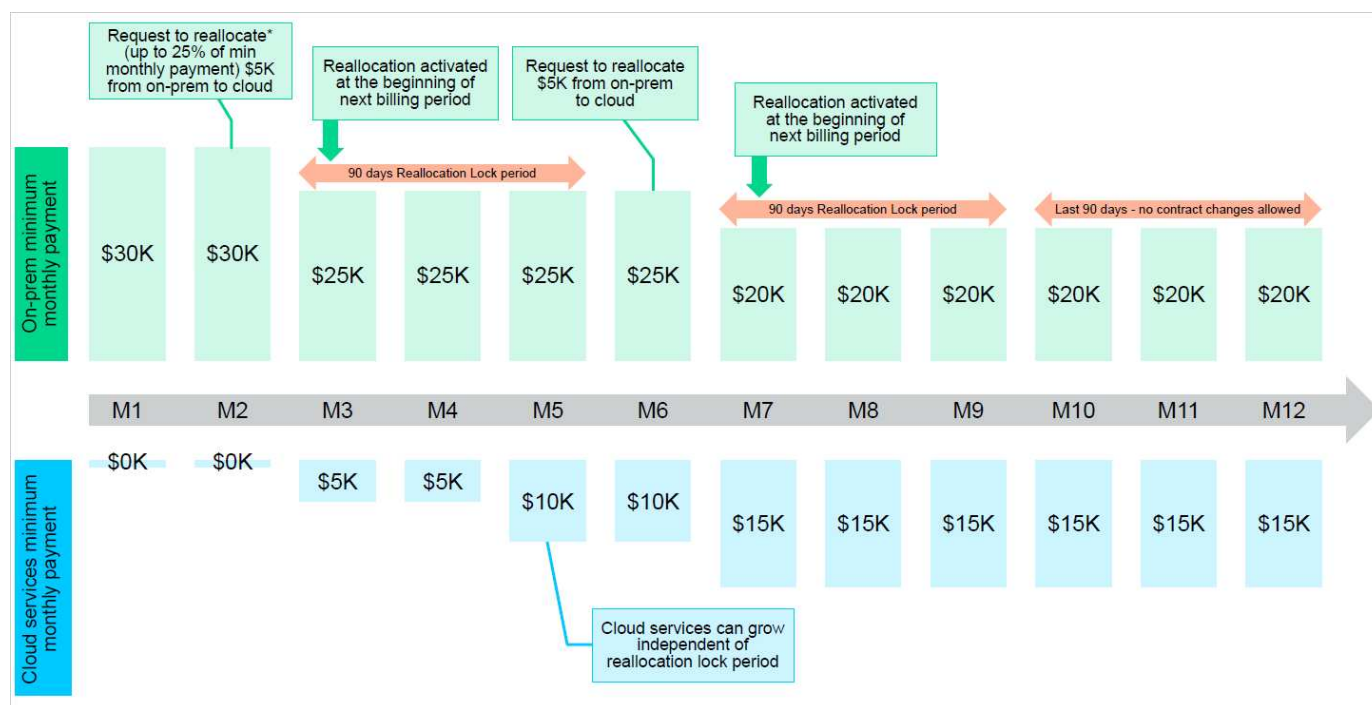 Request to reallocate*
(up to 25% of min
monthly payment) $5K
from on-prem to cloud
Reallocation activated
at the beginning of
next billing period
Request to reallocate
$5K from on-prem
to cloud
Reallocation activated
at the beginning of
next billing period
On-prem minimum
monthly payment
90 days Reallocation Lock period
90 days Reallocation Lock period
Last 90 days - no contract changes allowed
$30K $30K $25K $25K $25K $25K $20K $20K $20K $20K $20K $20K
M1 M2 M3 M4 M5 M6 M7 M8 M9 M10 M11 M12
Cloud services minimum
monthly payment
$0K $0K $5K $5K $10K $10K $15K $15K $15K $15K $15K $15K
Cloud services can grow
independent of
reallocation lock period